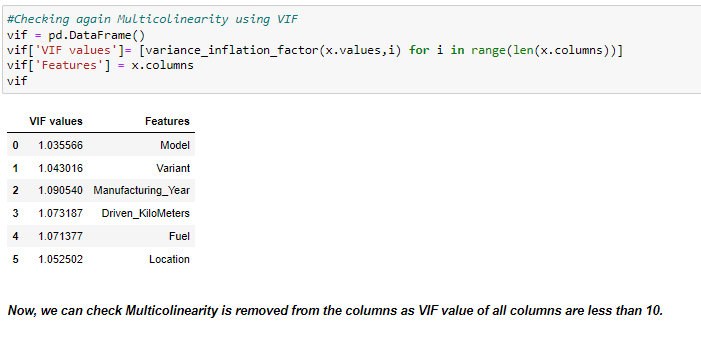 #Checking again Multicolinearity using VIF
vif = pd.DataFrame()
vif['VIF values']= [variance_inflation_factor(x.values,i) for i in range(len(x.columns))]
vif['Features'] = x.columns
vif
VIF values Features
0 1.035566 Model
1 1.043016 Variant
2 1.090540 Manufacturing_Year
3 1.073187 Driven_KiloMeters
4 1.071377 Fuel
5 1.052502 Location
Now, we can check Multicolinearity is removed from the columns as VIF value of all columns are less than 10.